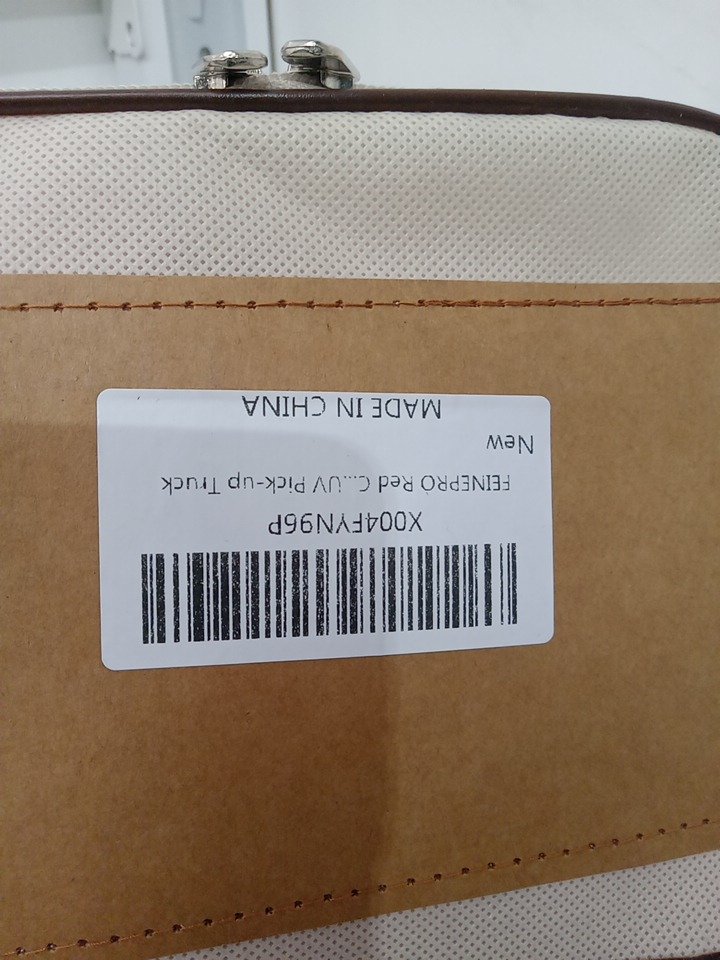 X004FYN96P
FEINEPRO Red C...UV Pick-up Truck
New
MADE IN CHINA